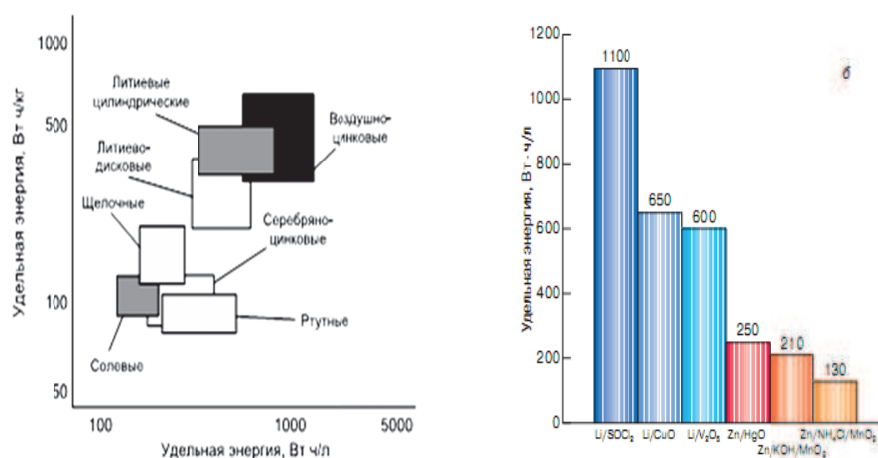 1000
500
100
50
Удельная энергия, Вт ч/кг
Литиевые
цилиндрические
Литиево-
дисковые
Щелочные
Воздушно-
цинковые
Серебряно-
цинковые
Ртутные
Солевые
100
1000
5000
Удельная энергия, Вт ч/л
б
1200
1000
800
600
400
200
0
Удельная энергия, Вт · ч/л
1100
650
600
250
210
130
Li/SOCl₂
Li/CuO
Li/V₂O₅
Zn/HgO
Zn/KOH/MnO₂
Zn/NH₄Cl/MnO₂